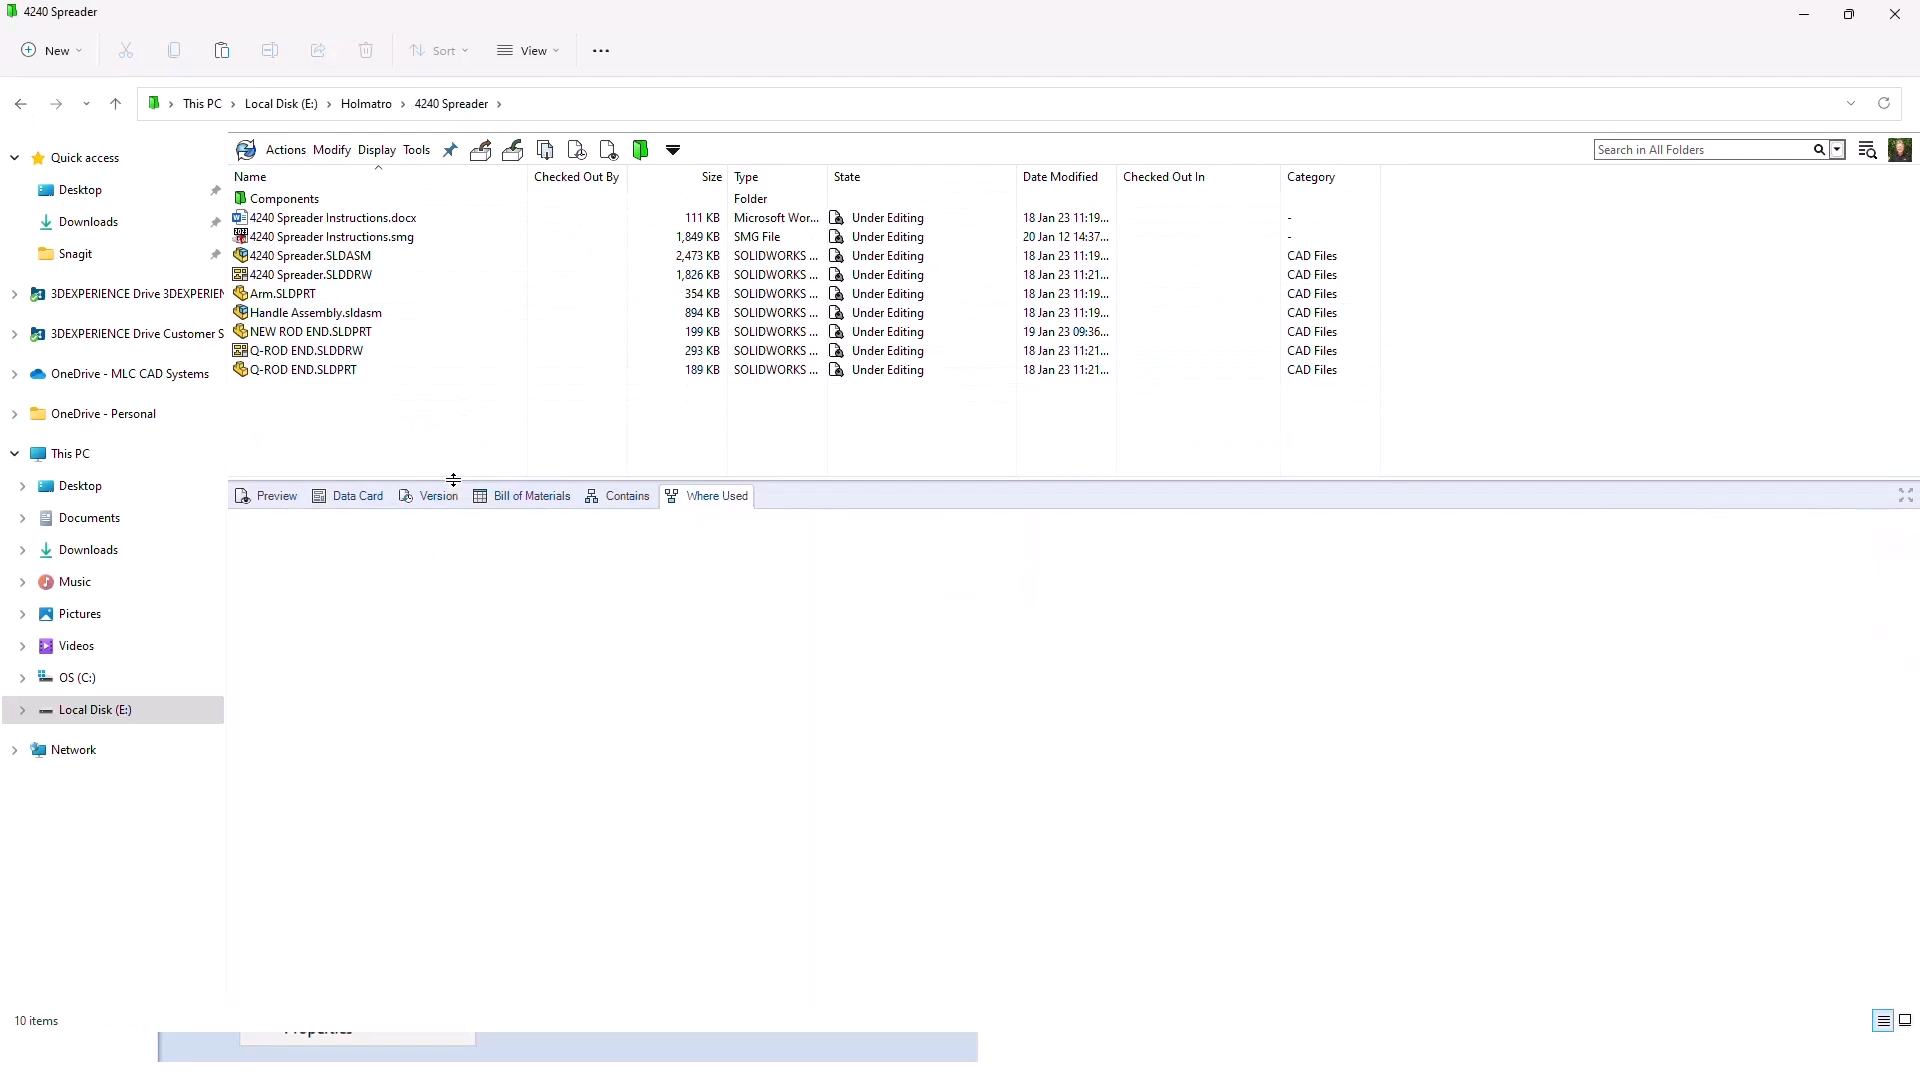 4240 Spreader
New Sort View
This PC Local Disk (E:) Holmatro 4240 Spreader
Quick access
Desktop
Downloads
Snagit
3DEXPERIENCE Drive 3DEXPERIEN
3DEXPERIENCE Drive Customer S
OneDrive - MLC CAD Systems
OneDrive - Personal
This PC
Desktop
Documents
Downloads
Music
Pictures
Videos
OS (C:)
Local Disk (E:)
Network
Actions Modify Display Tools Search in All Folders
Name Checked Out By Size Type State Date Modified Checked Out In Category
Components Folder
4240 Spreader Instructions.docx 111 KB Microsoft Wor... Under Editing 18 Jan 23 11:19... -
4240 Spreader Instructions.smg 1,849 KB SMG File Under Editing 20 Jan 12 14:37... -
4240 Spreader.SLDASM 2,473 KB SOLIDWORKS ... Under Editing 18 Jan 23 11:19... CAD Files
4240 Spreader.SLDDRW 1,826 KB SOLIDWORKS ... Under Editing 18 Jan 23 11:21... CAD Files
Arm.SLDPRT 354 KB SOLIDWORKS ... Under Editing 18 Jan 23 11:19... CAD Files
Handle Assembly.sldasm 894 KB SOLIDWORKS ... Under Editing 18 Jan 23 11:19... CAD Files
NEW ROD END.SLDPRT 199 KB SOLIDWORKS ... Under Editing 19 Jan 23 09:36... CAD Files
Q-ROD END.SLDDRW 293 KB SOLIDWORKS ... Under Editing 18 Jan 23 11:21... CAD Files
Q-ROD END.SLDPRT 189 KB SOLIDWORKS ... Under Editing 18 Jan 23 11:21... CAD Files
Preview Data Card Version Bill of Materials Contains Where Used
10 items